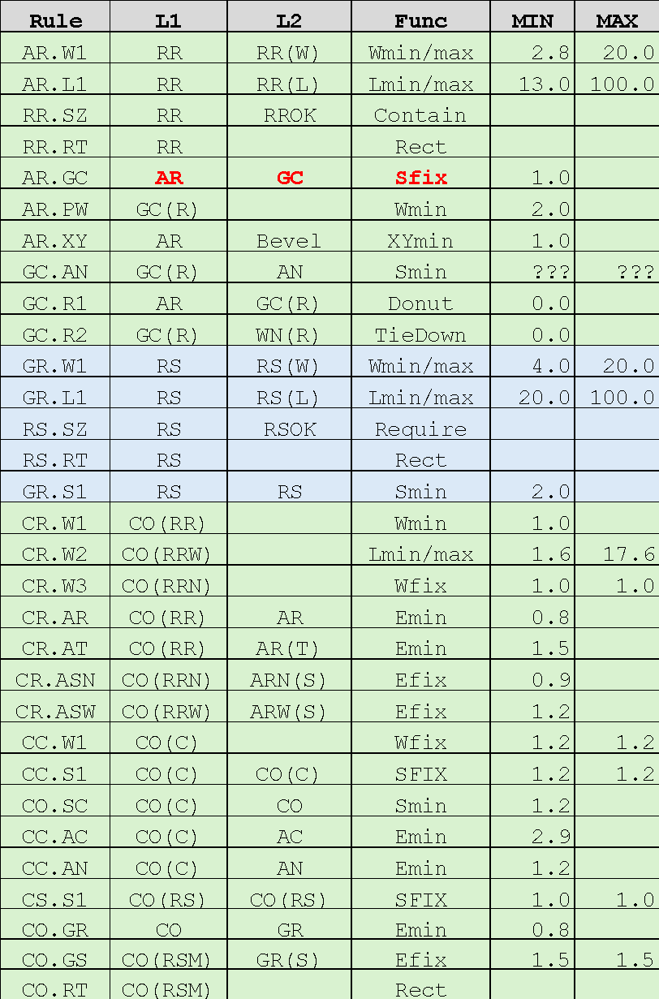 Rule L1 L2 Func MIN MAX
AR.W1 RR RR(W) Wmin/max 2.8 20.0
AR.L1 RR RR(L) Lmin/max 13.0 100.0
RR.SZ RR RROK Contain
RR.RT RR Rect
AR.GC AR GC Sfix 1.0
AR.PW GC(R) Wmin 2.0
AR.XY AR Bevel XYmin 1.0
GC.AN GC(R) AN Smin ??? ???
GC.R1 AR GC(R) Donut 0.0
GC.R2 GC(R) WN(R) TieDown 0.0
GR.W1 RS RS(W) Wmin/max 4.0 20.0
GR.L1 RS RS(L) Lmin/max 20.0 100.0
RS.SZ RS RSOK Require
RS.RT RS Rect
GR.S1 RS RS Smin 2.0
CR.W1 CO(RR) Wmin 1.0
CR.W2 CO(RRW) Lmin/max 1.6 17.6
CR.W3 CO(RRN) Wfix 1.0 1.0
CR.AR CO(RR) AR Emin 0.8
CR.AT CO(RR) AR(T) Emin 1.5
CR.ASN CO(RRN) ARN(S) Efix 0.9
CR.ASW CO(RRW) ARW(S) Efix 1.2
CC.W1 CO(C) Wfix 1.2 1.2
CC.S1 CO(C) CO(C) SFIX 1.2 1.2
CO.SC CO(C) CO Smin 1.2
CC.AC CO(C) AC Emin 2.9
CC.AN CO(C) AN Emin 1.2
CS.S1 CO(RS) CO(RS) SFIX 1.0 1.0
CO.GR CO GR Emin 0.8
CO.GS CO(RSM) GR(S) Efix 1.5 1.5
CO.RT CO(RSM) Rect